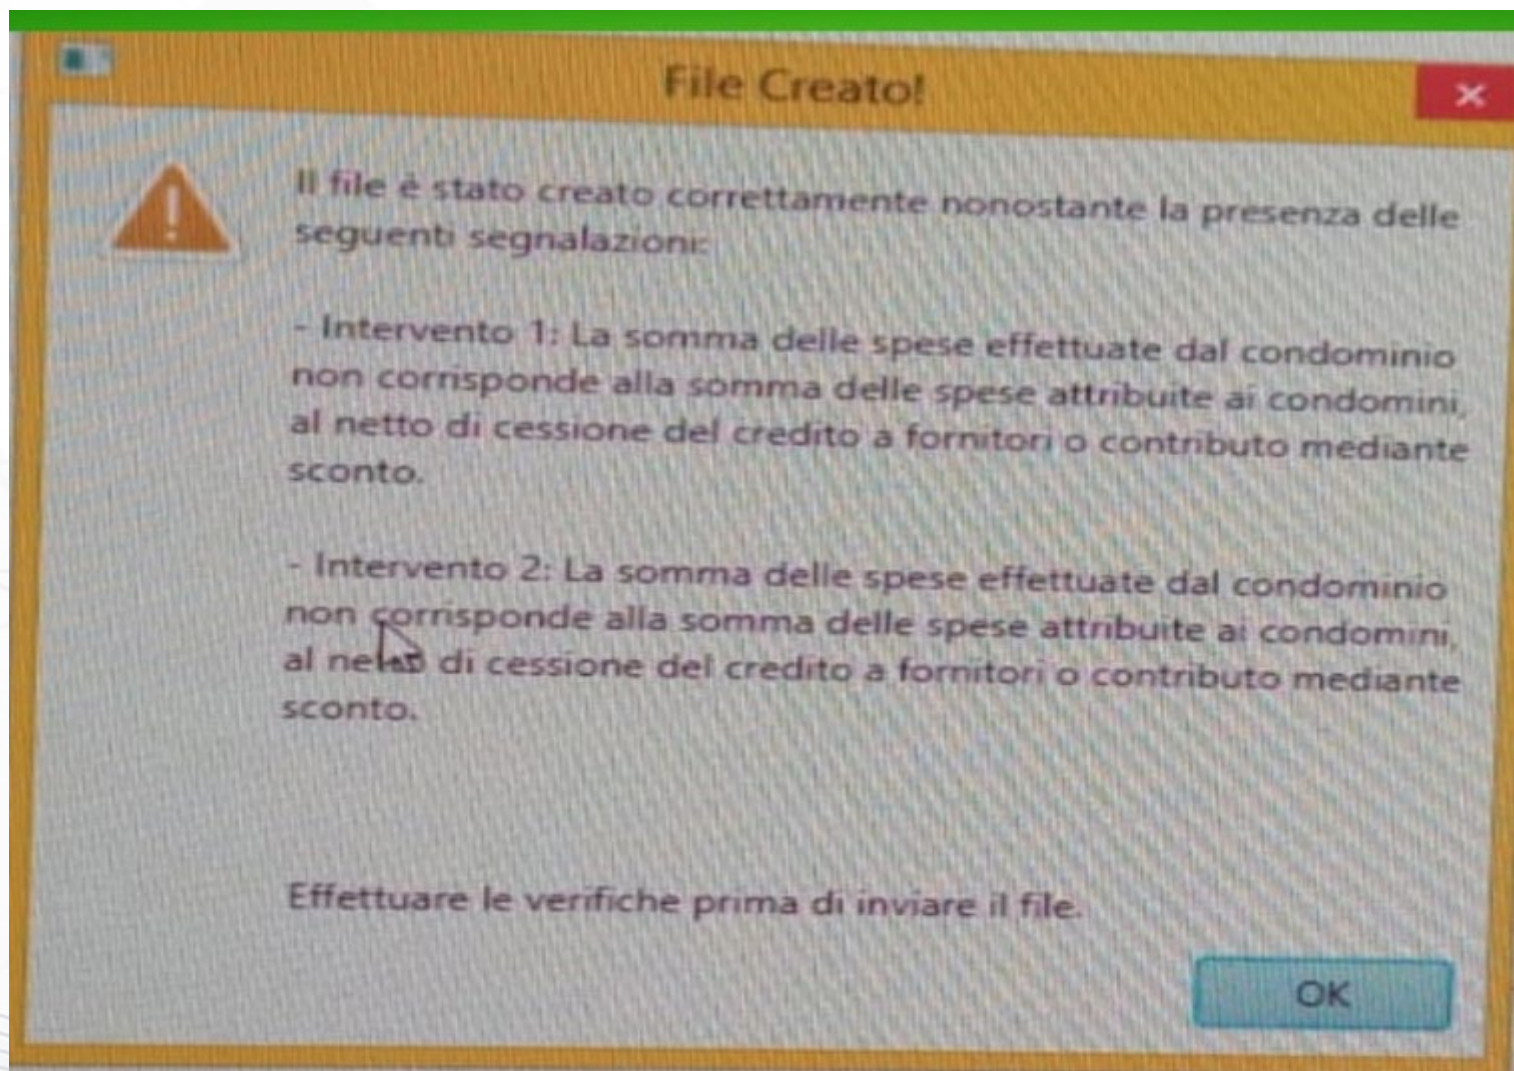 File Creato!
Il file è stato creato correttamente nonostante la presenza delle
seguenti segnalazioni:
- Intervento 1: La somma delle spese effettuate dal condominio
non corrisponde alla somma delle spese attribuite ai condomini,
al netto di cessione del credito a fornitori o contributo mediante
sconto.
- Intervento 2: La somma delle spese effettuate dal condominio
non corrisponde alla somma delle spese attribuite ai condomini,
al netto di cessione del credito a fornitori o contributo mediante
sconto.
Effettuare le verifiche prima di inviare il file.
OK